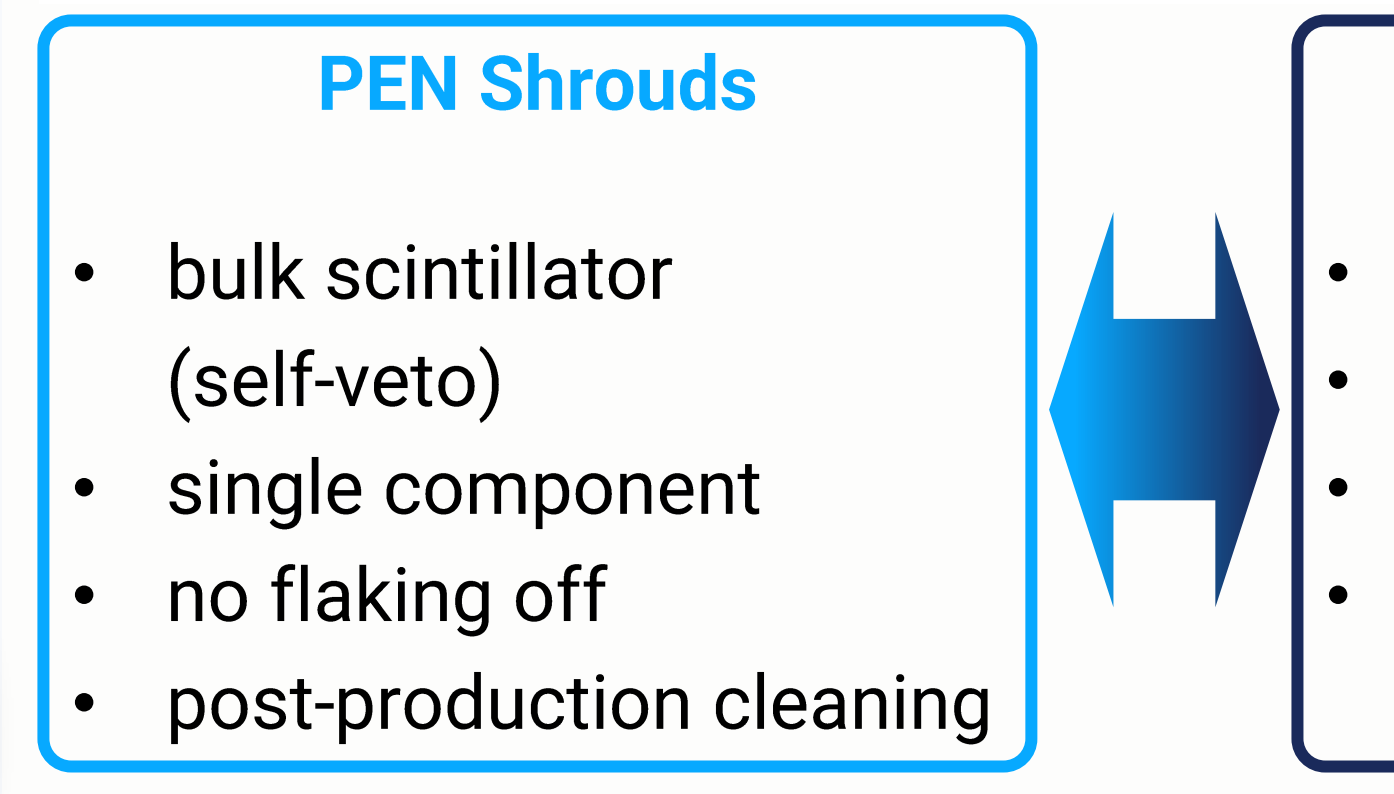 PEN Shrouds
• bulk scintillator
(self-veto)
• single component
• no flaking off
• post-production cleaning